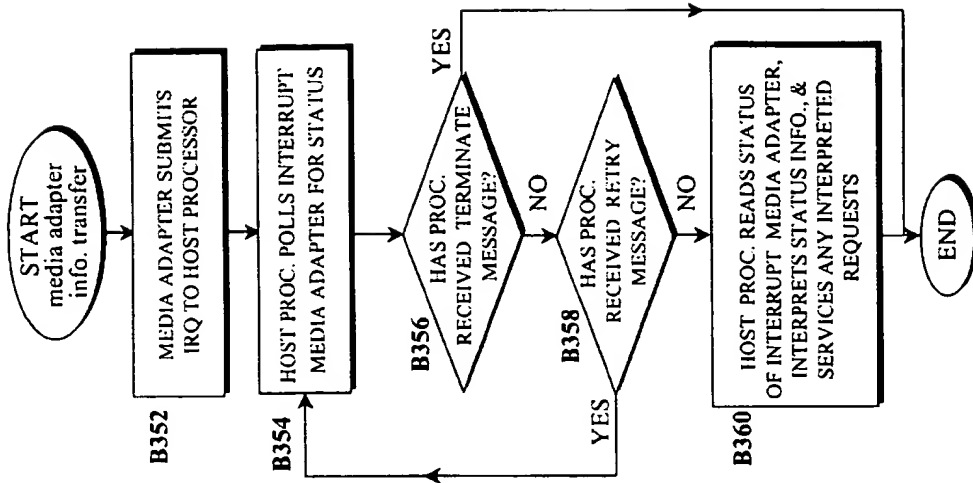 START
media adapter
info. transfer
B352
MEDIA ADAPTER SUBMITS
IRQ TO HOST PROCESSOR
B354
HOST PROC. POLLS INTERRUPT
MEDIA ADAPTER FOR STATUS
B356
HAS PROC.
RECEIVED TERMINATE
MESSAGE?
YES
NO
B358
HAS PROC.
RECEIVED RETRY
MESSAGE?
YES
NO
B360
HOST PROC. READS STATUS
OF INTERRUPT MEDIA ADAPTER,
INTERPRETS STATUS INFO., &
SERVICES ANY INTERPRETED
REQUESTS
END